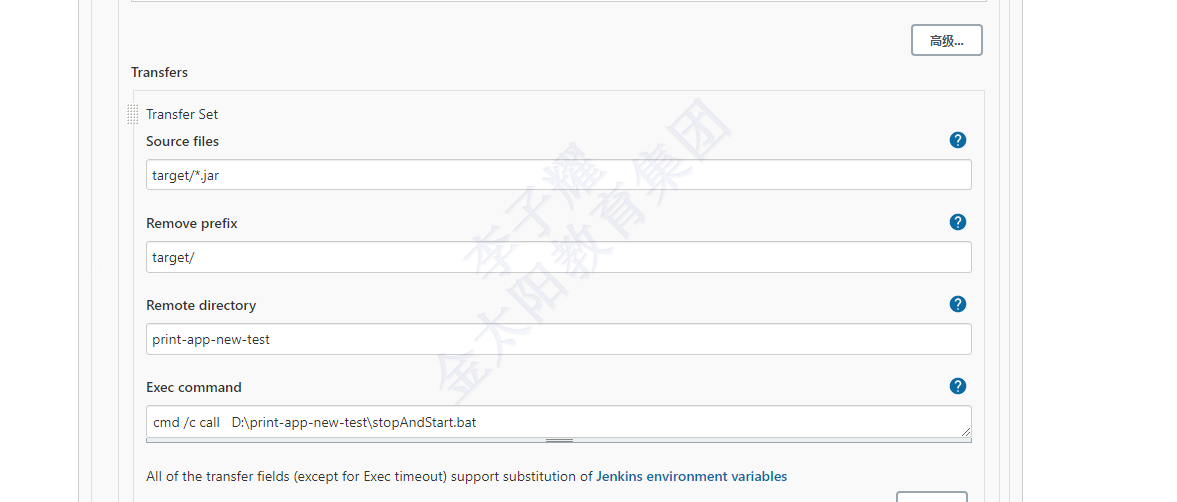 高级...
Transfers
Transfer Set
Source files
target/*.jar
Remove prefix
target/
Remote directory
print-app-new-test
Exec command
cmd /c call   D:\print-app-new-test\stopAndStart.bat
All of the transfer fields (except for Exec timeout) support substitution of Jenkins environment variables
李子耀
金太阳教育集团